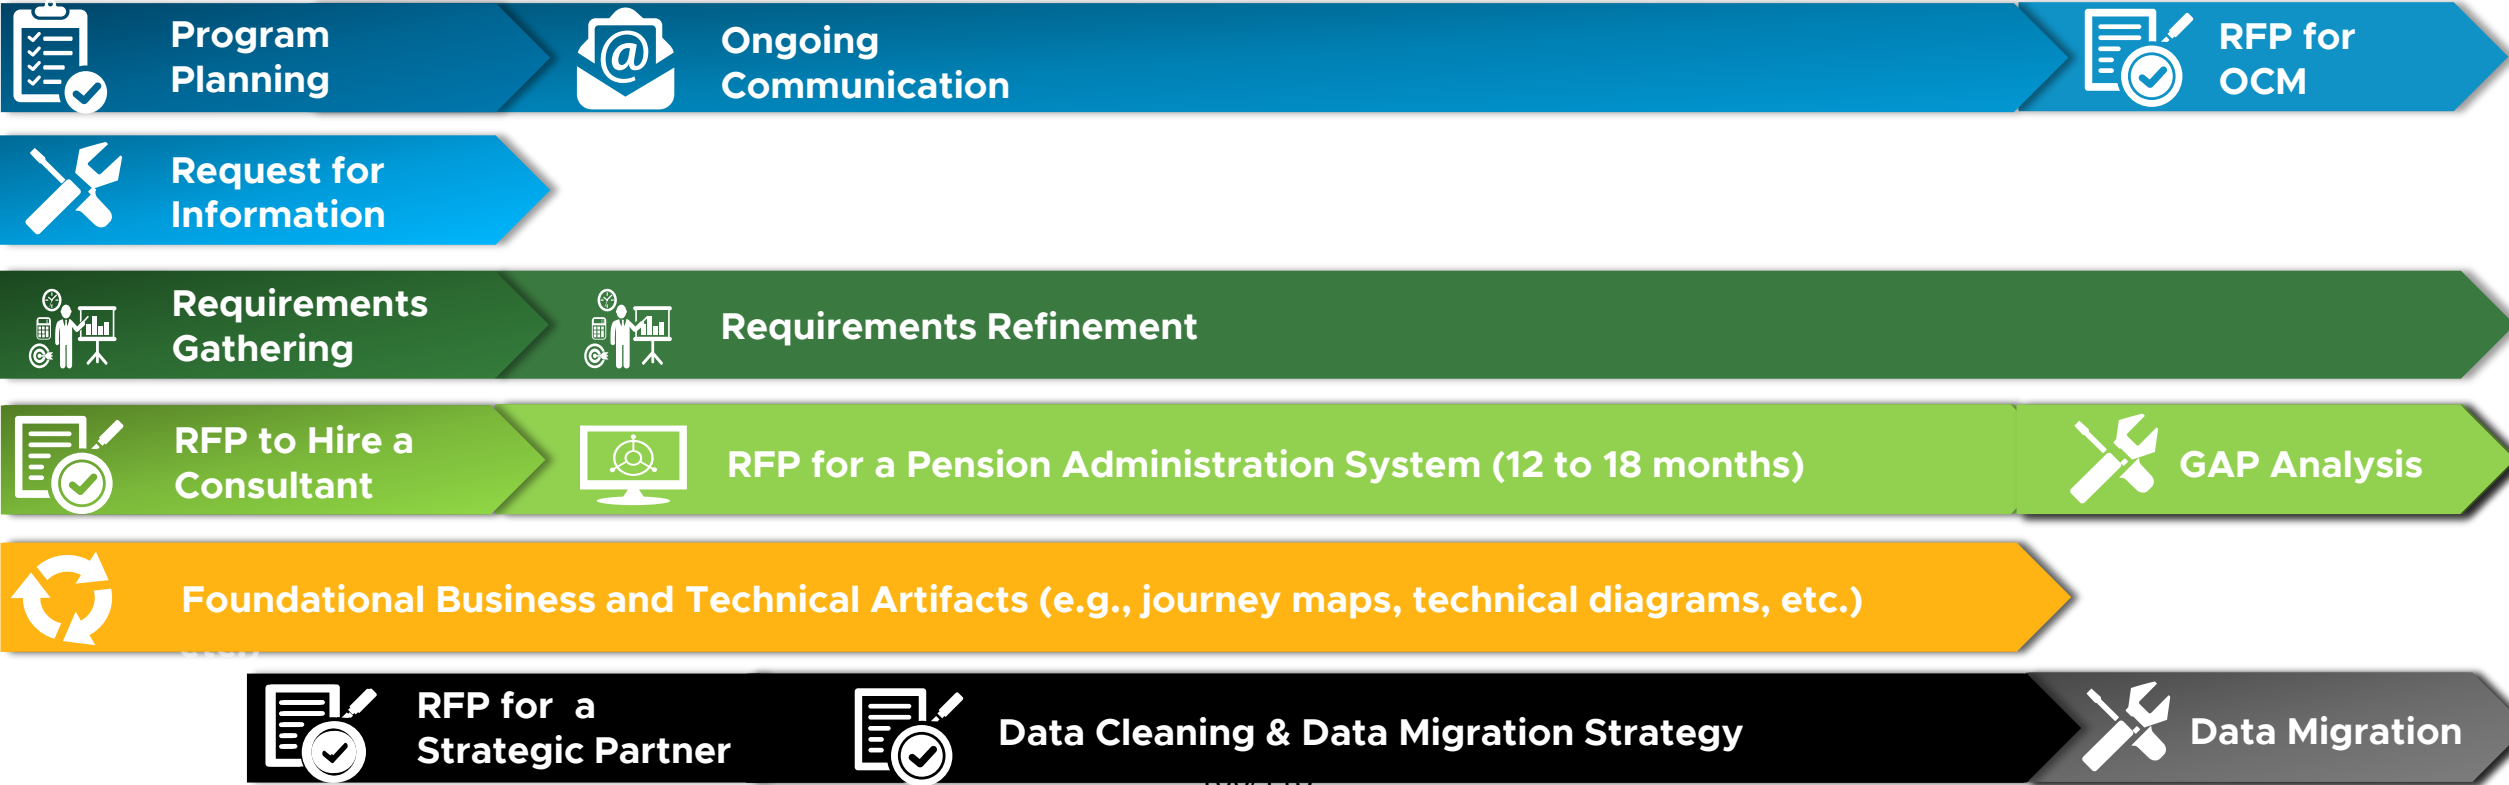 Program
Planning
Ongoing
Communication
RFP for
OCM
Request for
Information
Requirements
Gathering
Requirements Refinement
RFP to Hire a
Consultant
RFP for a Pension Administration System (12 to 18 months)
GAP Analysis
Foundational Business and Technical Artifacts (e.g., journey maps, technical diagrams, etc.)
RFP for a
Strategic Partner
Data Cleaning & Data Migration Strategy
Data Migration